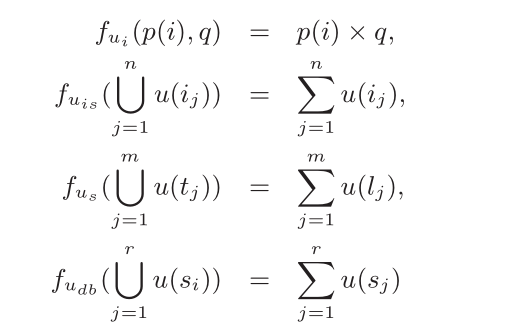 f_{u_i}(p(i), q) = p(i) × q,
f_{u_{is}}(⋃_{j=1}^{n} u(i_j)) = ∑_{j=1}^{n} u(i_j),
f_{u_s}(⋃_{j=1}^{m} u(t_j)) = ∑_{j=1}^{m} u(l_j),
f_{u_{db}}(⋃_{j=1}^{r} u(s_i)) = ∑_{j=1}^{r} u(s_j)